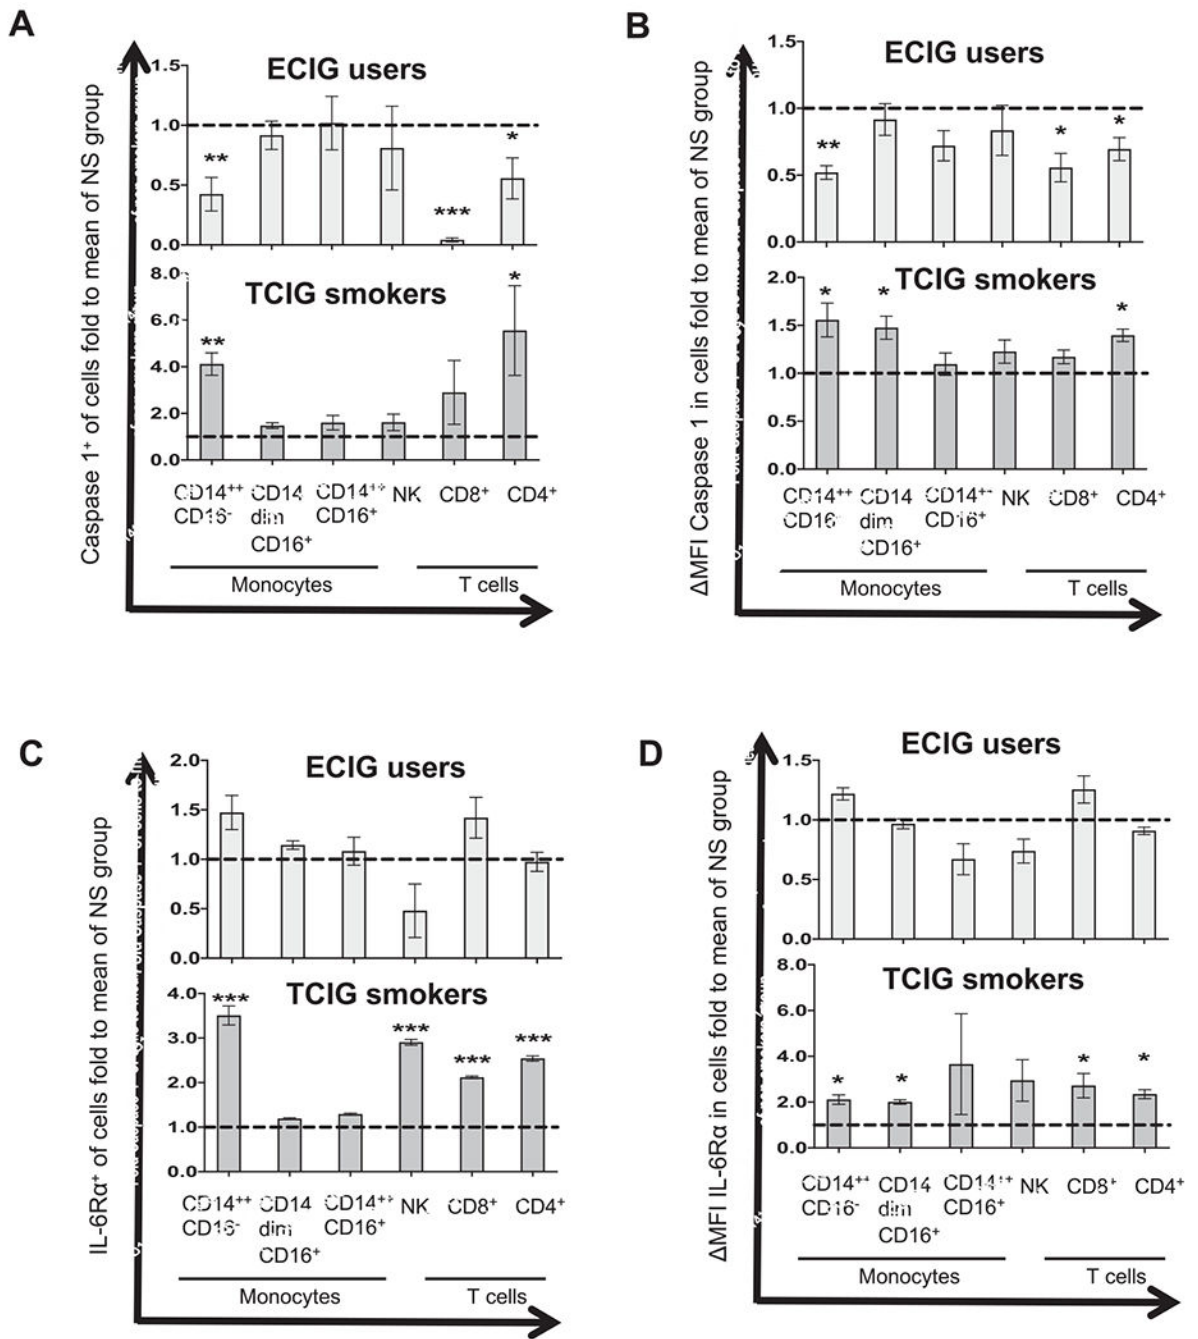 A
Caspase 1⁺ of cells fold to mean of NS group
ECIG users
1.5
1.0
0.5
0.0
**
***
*
TCIG smokers
8.0
6.0
4.0
2.0
0.0
**
*
CD14⁺⁺ CD14 CD14⁺⁺ NK CD8⁺ CD4⁺
CD16⁻ dim CD16⁺
CD16⁺
Monocytes T cells
B
ΔMFI Caspase 1 in cells fold to mean of NS group
ECIG users
1.5
1.0
0.5
0.0
**
*
*
TCIG smokers
2.0
1.5
1.0
0.5
0.0
*
*
*
CD14⁺⁺ CD14 CD14⁺⁻ NK CD8⁺ CD4⁺
CD16⁻ dim CD16⁺
CD16⁺
Monocytes T cells
C
IL-6Rα⁺ of cells fold to mean of NS group
ECIG users
2.0
1.5
1.0
0.5
0.0
TCIG smokers
4.0
3.0
2.0
1.0
0.0
***
***
***
***
CD14⁺⁺ CD14 CD14⁺⁺ NK CD8⁺ CD4⁺
CD16⁻ dim CD16⁺
CD16⁺
Monocytes T cells
D
ΔMFI IL-6Rα in cells fold to mean of NS group
ECIG users
1.5
1.0
0.5
0.0
TCIG smokers
8.0
6.0
4.0
2.0
0.0
*
*
*
*
CD14⁺⁺ CD14 CD14⁺⁺ NK CD8⁺ CD4⁺
CD16⁻ dim CD16⁺
CD16⁺
Monocytes T cells